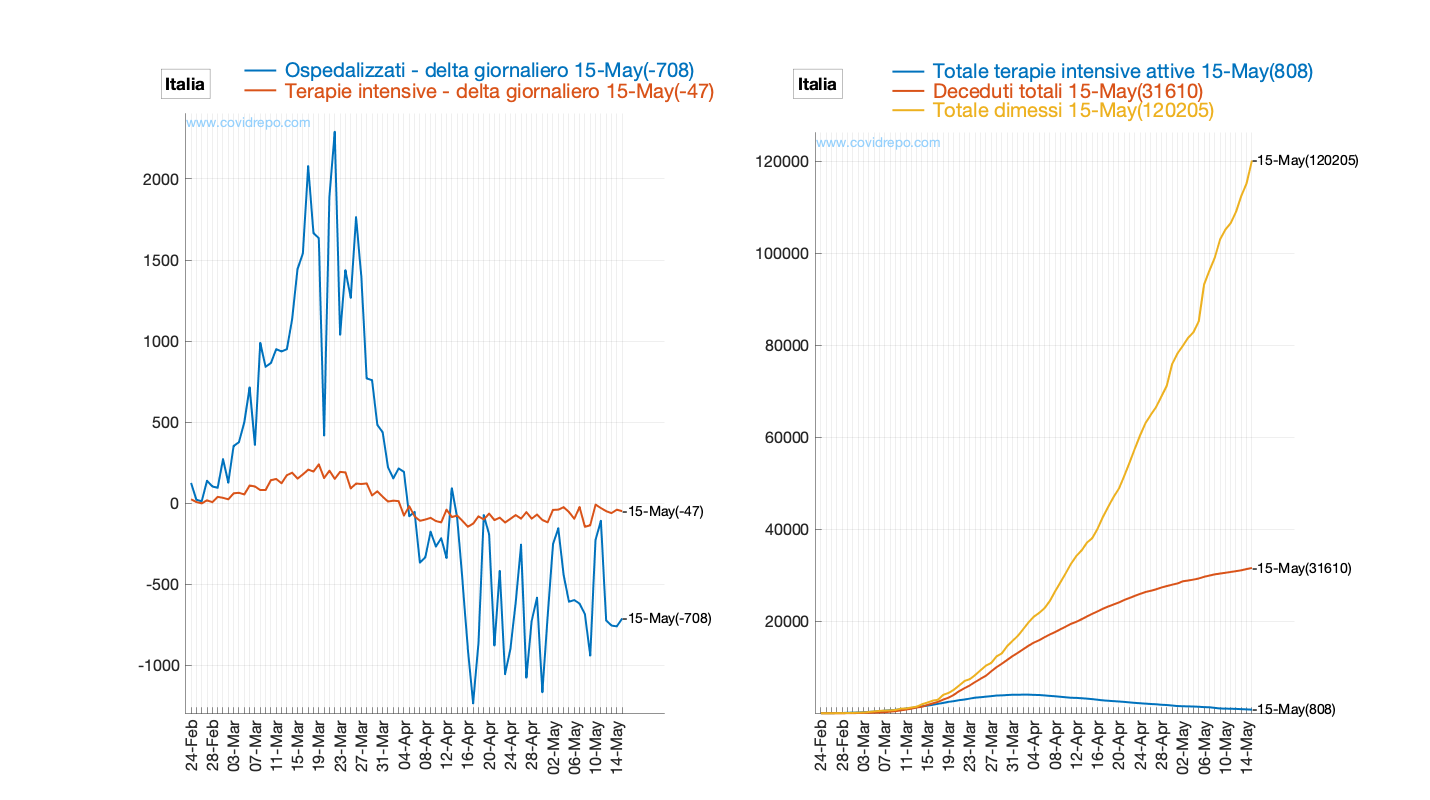 Italia
Ospedalizzati - delta giornaliero 15-May(-708)
Terapie intensive - delta giornaliero 15-May(-47)
www.covidrepo.com
2000
1500
1000
500
0
-500
-1000
-15-May(-47)
-15-May(-708)
24-Feb
28-Feb
03-Mar
07-Mar
11-Mar
15-Mar
19-Mar
23-Mar
27-Mar
31-Mar
04-Apr
08-Apr
12-Apr
16-Apr
20-Apr
24-Apr
28-Apr
02-May
06-May
10-May
14-May
Italia
Totale terapie intensive attive 15-May(808)
Deceduti totali 15-May(31610)
Totale dimessi 15-May(120205)
www.covidrepo.com
120000
100000
80000
60000
40000
20000
-15-May(120205)
-15-May(31610)
-15-May(808)
24-Feb
28-Feb
03-Mar
07-Mar
11-Mar
15-Mar
19-Mar
23-Mar
27-Mar
31-Mar
04-Apr
08-Apr
12-Apr
16-Apr
20-Apr
24-Apr
28-Apr
02-May
06-May
10-May
14-May